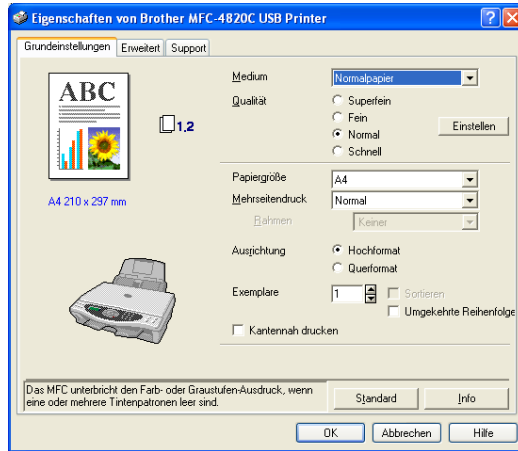 Eigenschaften von Brother MFC-4820C USB Printer
Grundeinstellungen Erweitert Support
ABC
1.2
A4 210 x 297 mm
Medium Normalpapier
Qualität Superfein
Fein
Normal Einstellen
Schnell
Papiergröße A4
Mehrseitendruck Normal
Rahmen Keiner
Ausrichtung Hochformat
Querformat
Exemplare 1 Sortieren
Umgekehrte Reihenfolge
Kantennah drucken
Das MFC unterbricht den Farb- oder Graustufen-Ausdruck, wenn
eine oder mehrere Tintenpatronen leer sind.
Standard Info
OK Abbrechen Hilfe